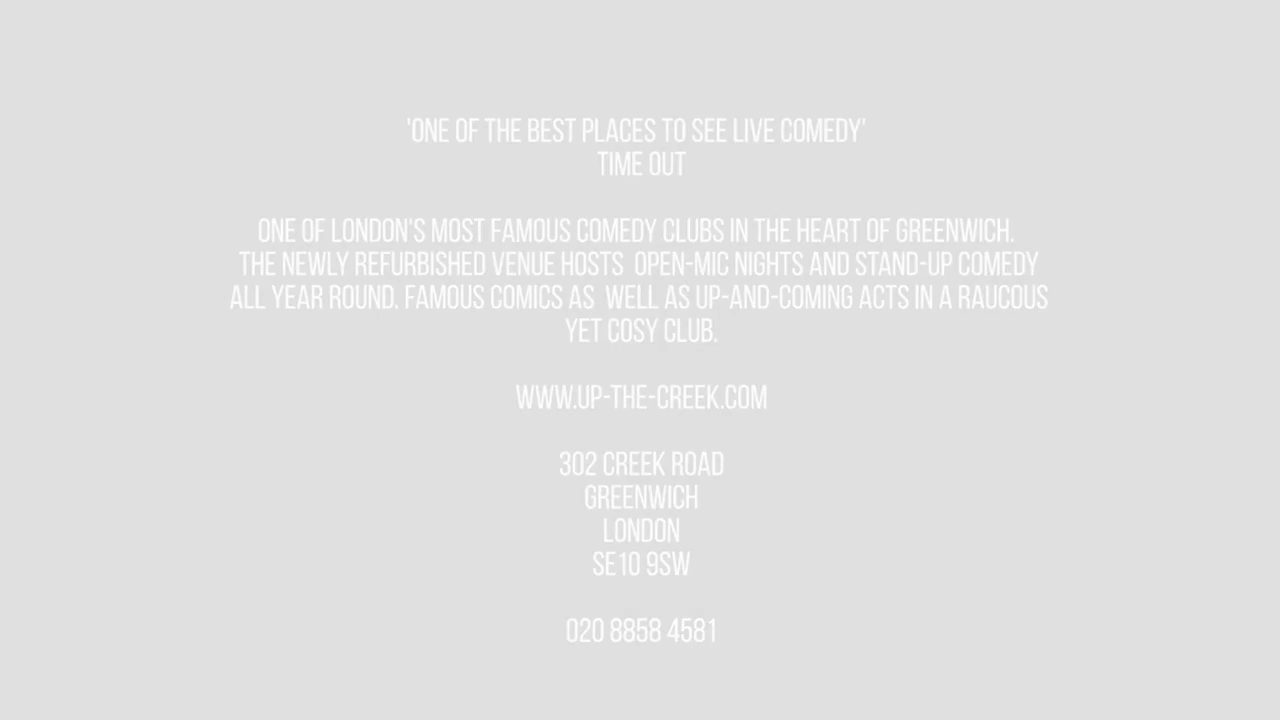 'ONE OF THE BEST PLACES TO SEE LIVE COMEDY'
TIME OUT
ONE OF LONDON'S MOST FAMOUS COMEDY CLUBS IN THE HEART OF GREENWICH.
THE NEWLY REFURBISHED VENUE HOSTS  OPEN-MIC NIGHTS AND STAND-UP COMEDY
ALL YEAR ROUND. FAMOUS COMICS AS  WELL AS UP-AND-COMING ACTS IN A RAUCOUS
YET COSY CLUB.
WWW.UP-THE-CREEK.COM
302 CREEK ROAD
GREENWICH
LONDON
SE10 9SW
020 8858 4581